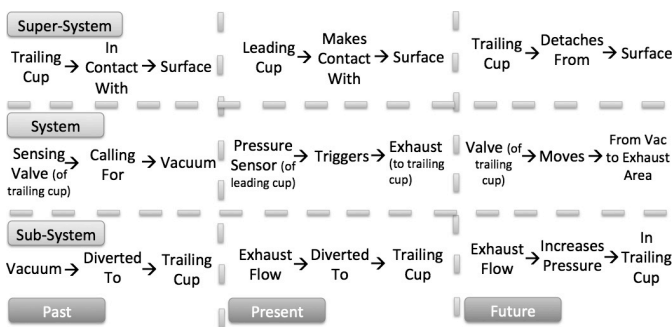 Super-System
Trailing Cup → In Contact With → Surface
Leading Cup → Makes Contact With → Surface
Trailing Cup → Detaches From → Surface
System
Sensing Valve (of trailing cup) → Calling For → Vacuum
Pressure Sensor (of leading cup) → Triggers → Exhaust (to trailing cup)
Valve (of trailing cup) → Moves → From Vac to Exhaust Area
Sub-System
Vacuum → Diverted To → Trailing Cup
Exhaust Flow → Diverted To → Trailing Cup
Exhaust Flow → Increases Pressure → In Trailing Cup
Past
Present
Future